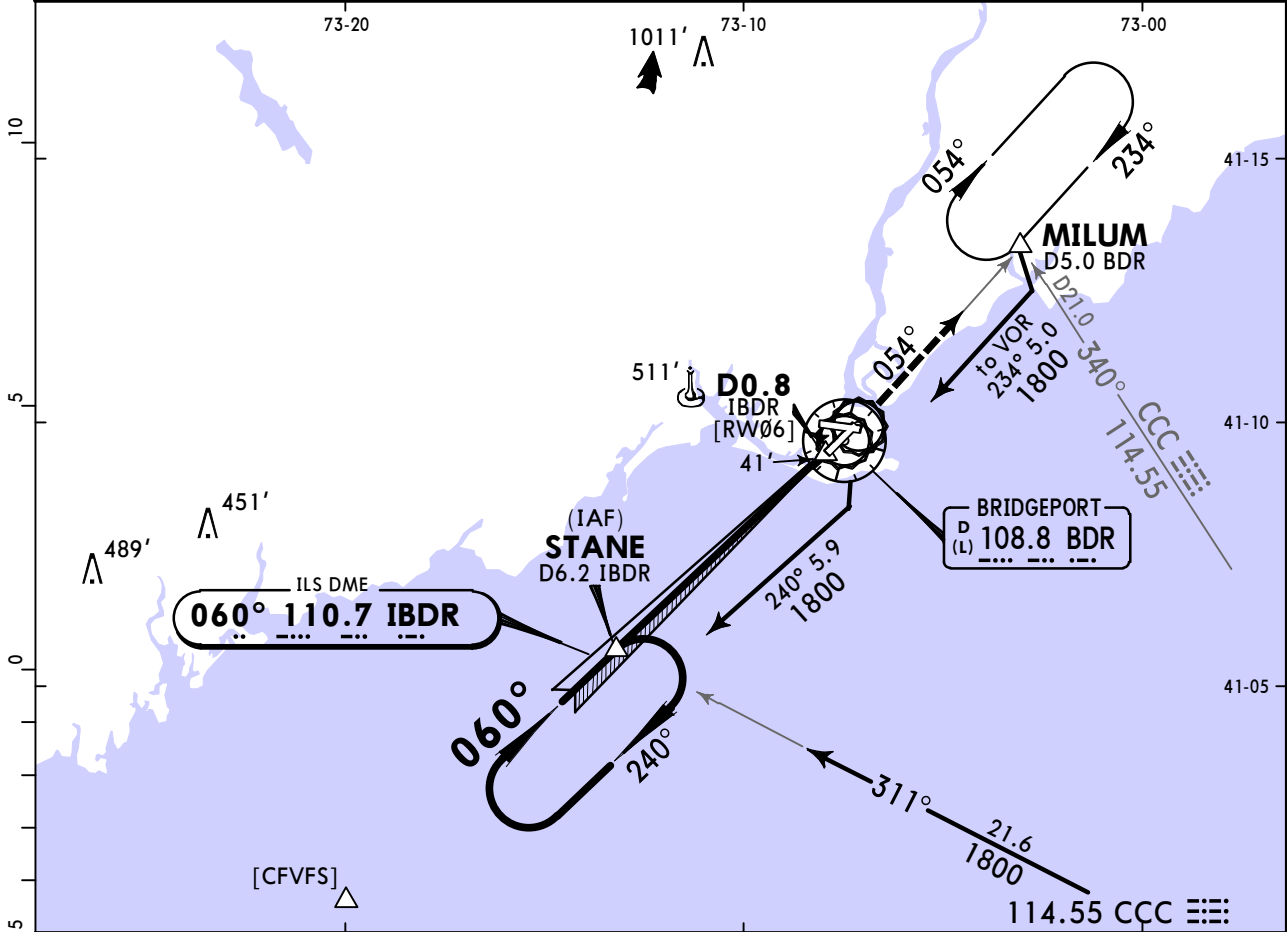 73-20
73-10
73-00
1011'
10
054°
234°
41-15
MILUM
D5.0 BDR
D21.0
340°
CCC
114.55
to VOR
234° 5.0
1800
054°
511'
D0.8
IBDR
[RWØ6]
41'
5
41-10
BRIDGEPORT
D
(L)
108.8 BDR
451'
489'
(IAF)
STANE
D6.2 IBDR
240° 5.9
1800
ILS DME
060° 110.7 IBDR
0
41-05
060°
240°
311°
21.6
1800
[CFVFS]
5
114.55 CCC